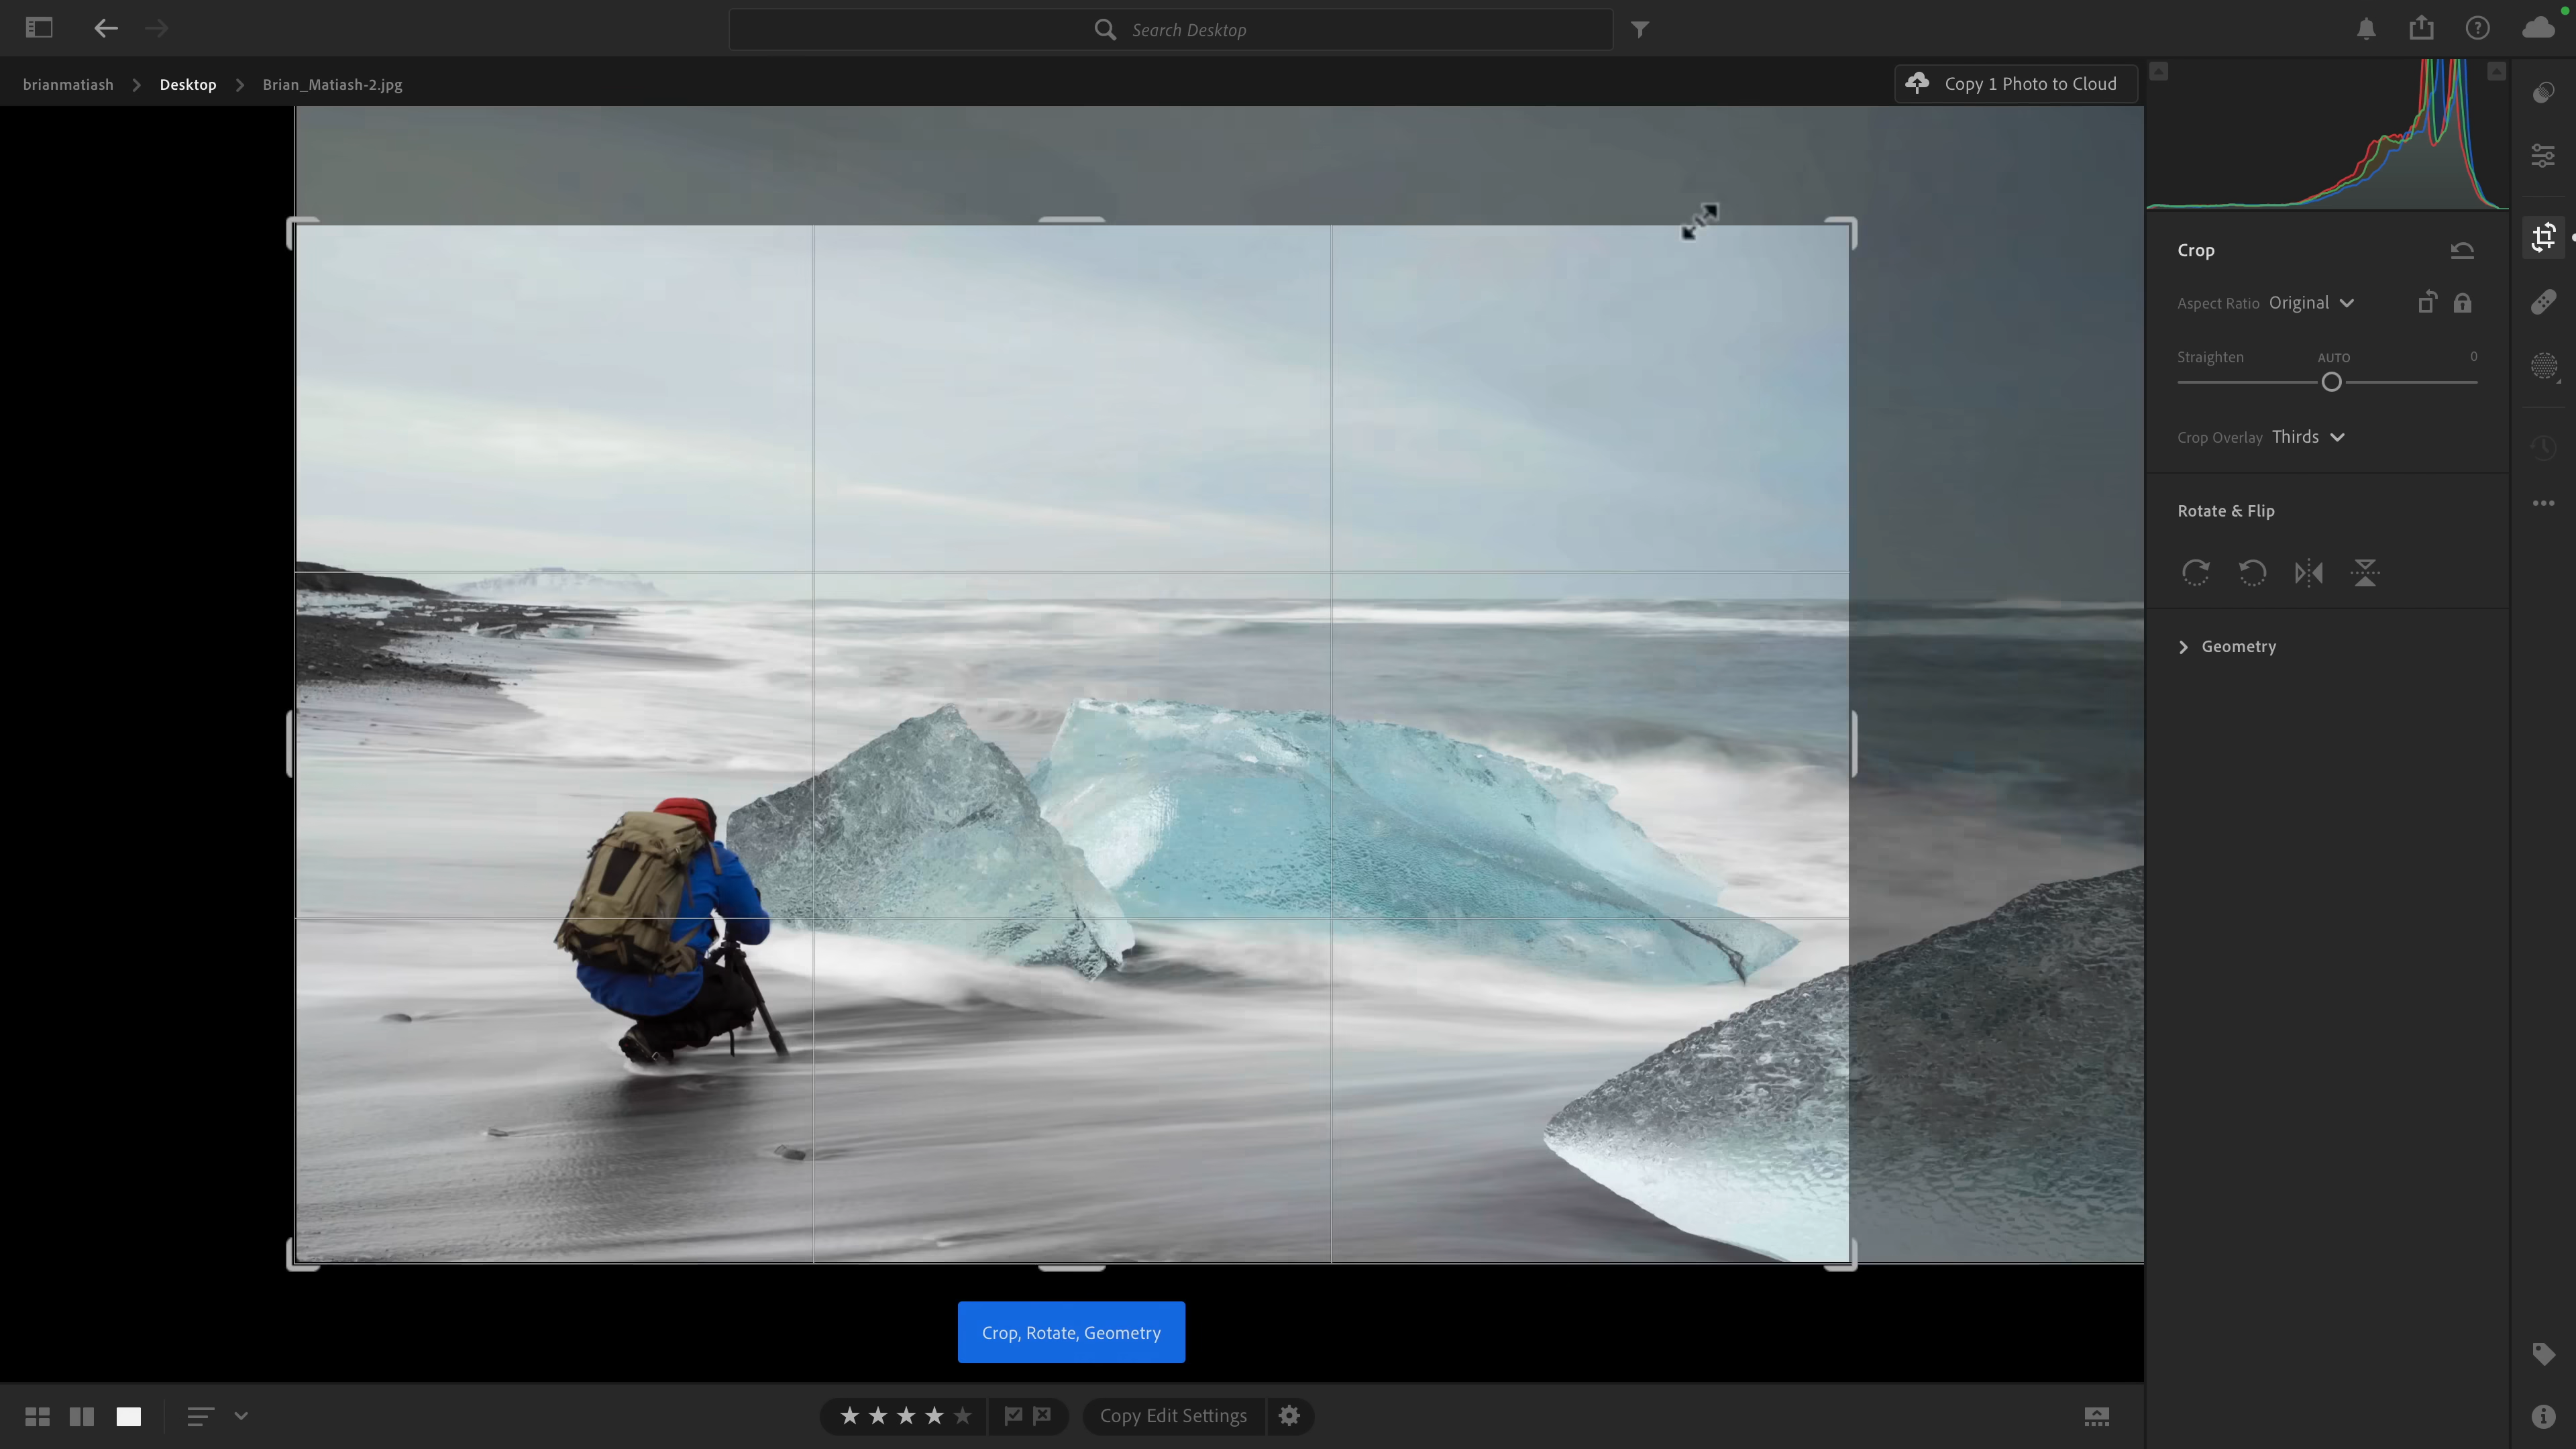 Search Desktop
brianmatiash
Desktop
Brian_Matiash-2.jpg
Copy 1 Photo to Cloud
Crop
Aspect Ratio Original
Straighten AUTO 0
Crop Overlay Thirds
Rotate & Flip
Geometry
Crop, Rotate, Geometry
Copy Edit Settings